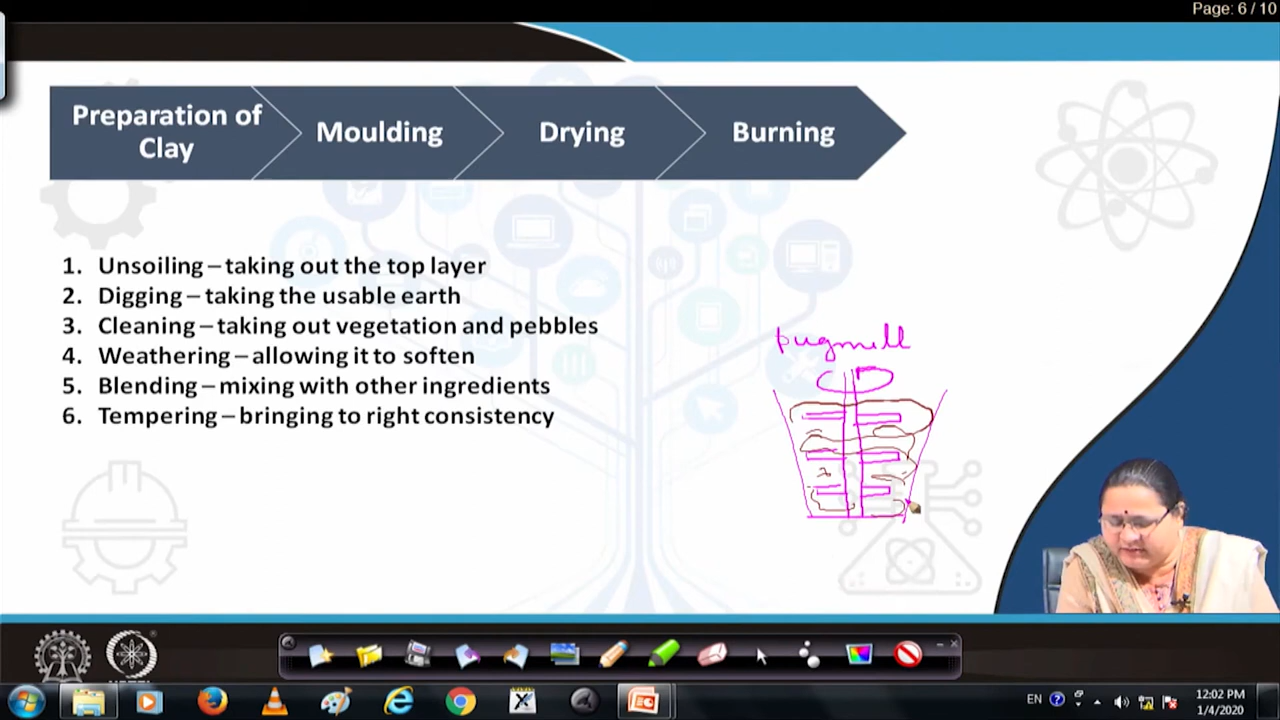 Page: 6 / 10
Preparation of
Clay
Moulding
Drying
Burning
1. Unsoiling – taking out the top layer
2. Digging – taking the usable earth
3. Cleaning – taking out vegetation and pebbles
4. Weathering – allowing it to soften
5. Blending – mixing with other ingredients
6. Tempering – bringing to right consistency
pugmill
EN
12:02 PM
1/4/2020